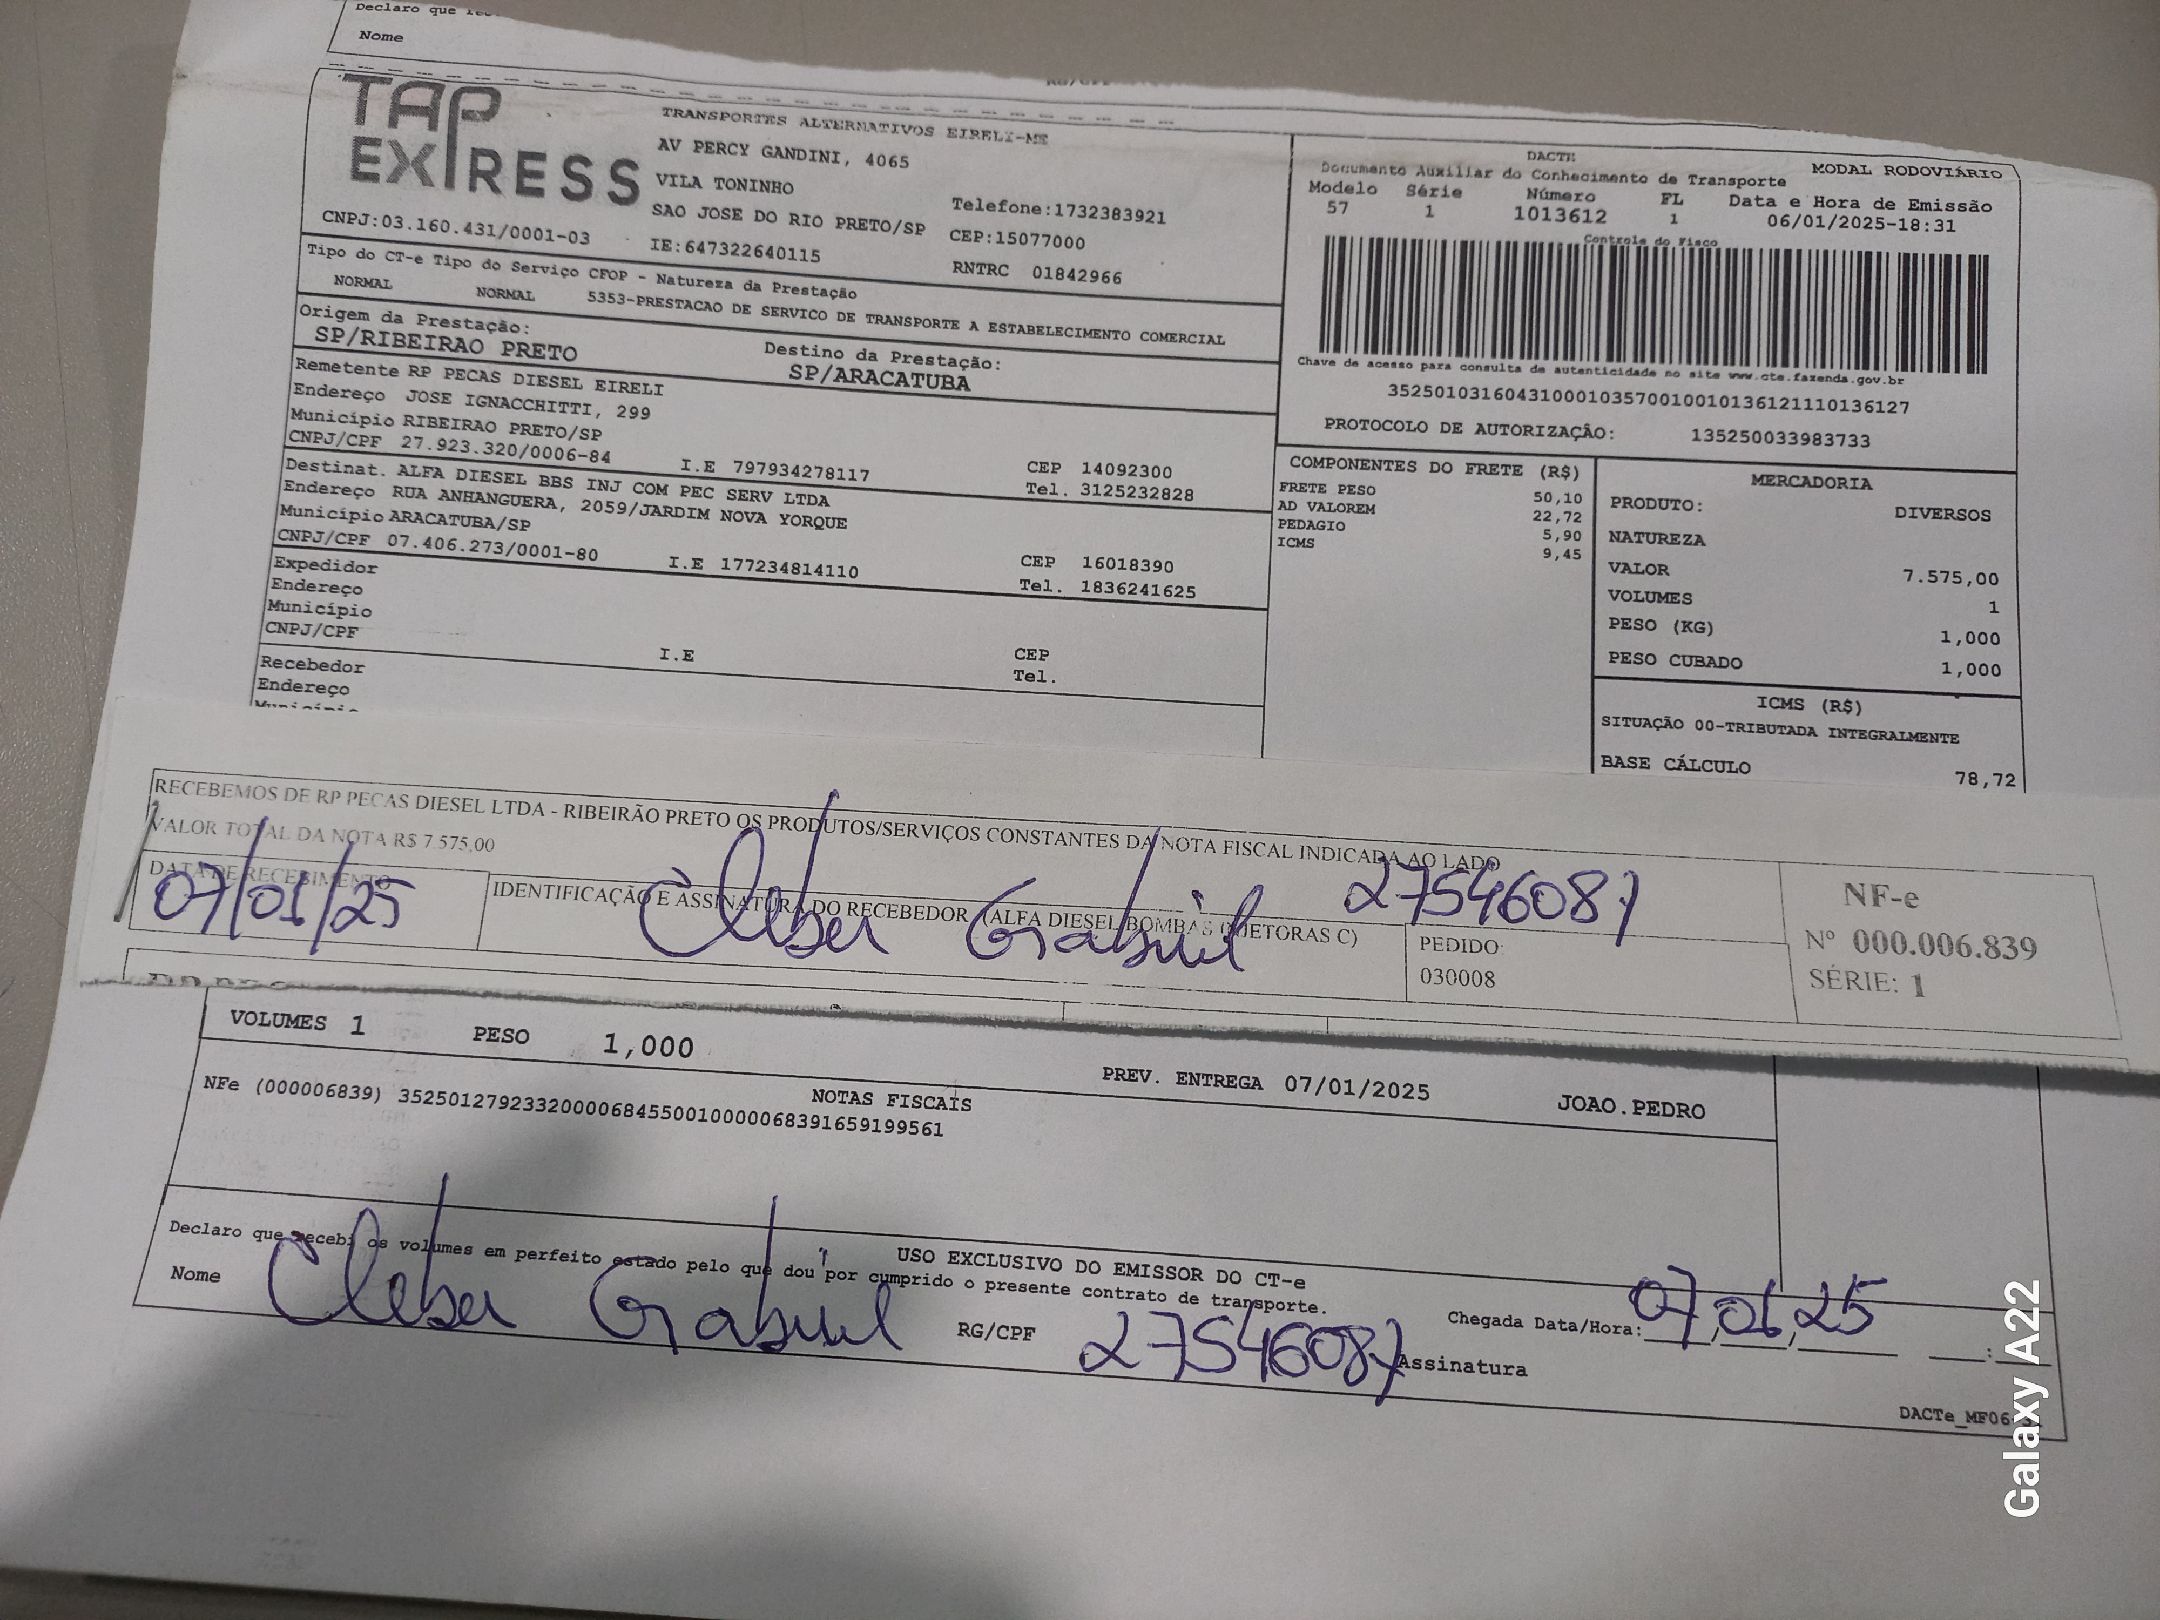 Declaro que
Nome
TAP EXPRESS
TRANSPORTES ALTERNATIVOS EIRELI-ME
AV PERCY GANDINI, 4065
VILA TONINHO
SAO JOSE DO RIO PRETO/SP
Telefone:1732383921
CEP:15077000
CNPJ:03.160.431/0001-03
IE:647322640115
RNTRC 01842966
Tipo do CT-e Tipo do Serviço CFOP - Natureza da Prestação
NORMAL NORMAL 5353-PRESTACAO DE SERVICO DE TRANSPORTE A ESTABELECIMENTO COMERCIAL
Origem da Prestação:
SP/RIBEIRAO PRETO
Destino da Prestação:
SP/ARACATUBA
Remetente RP PECAS DIESEL EIRELI
Endereço JOSE IGNACCHITTI, 299
Município RIBEIRAO PRETO/SP
CNPJ/CPF 27.923.320/0006-84 I.E 797934278117
CEP 14092300
Tel. 3125232828
Destinat. ALFA DIESEL BBS INJ COM PEC SERV LTDA
Endereço RUA ANHANGUERA, 2059/JARDIM NOVA YORQUE
Município ARACATUBA/SP
CNPJ/CPF 07.406.273/0001-80 I.E 177234814110
CEP 16018390
Tel. 1836241625
Expedidor
Endereço
Município
CNPJ/CPF I.E
CEP
Tel.
Recebedor
Endereço
Município
DACTE MODAL RODOVIÁRIO
Documento Auxiliar do Conhecimento de Transporte
Modelo Série Número FL Data e Hora de Emissão
57 1 1013612 1 06/01/2025-18:31
Controle do Fisco
Chave de acesso para consulta de autenticidade no site www.cte.fazenda.gov.br
35250103160431000103570010010136121110136127
PROTOCOLO DE AUTORIZAÇÂO: 135250033983733
COMPONENTES DO FRETE (R$)
FRETE PESO 50,10
AD VALOREM 22,72
PEDAGIO 5,90
ICMS 9,45
MERCADORIA
PRODUTO: DIVERSOS
NATUREZA
VALOR 7.575,00
VOLUMES 1
PESO (KG) 1,000
PESO CUBADO 1,000
ICMS (R$)
SITUAÇÃO 00-TRIBUTADA INTEGRALMENTE
BASE CÁLCULO 78,72
RECEBEMOS DE RP PECAS DIESEL LTDA - RIBEIRÃO PRETO OS PRODUTOS/SERVIÇOS CONSTANTES DA NOTA FISCAL INDICADA AO LADO
VALOR TOTAL DA NOTA R$ 7.575,00
DATA DE RECEBIMENTO
07/01/25
IDENTIFICAÇÃO E ASSINATURA DO RECEBEDOR (ALFA DIESEL BOMBAS INJETORAS C)
Cleber Gabriel 27546087
PEDIDO
030008
NF-e
Nº 000.006.839
SÉRIE: 1
VOLUMES 1 PESO 1,000
PREV. ENTREGA 07/01/2025 JOAO.PEDRO
NOTAS FISCAIS
NFe (000006839) 35250127923320000684550010000068391659199561
USO EXCLUSIVO DO EMISSOR DO CT-e
Declaro que recebi os volumes em perfeito estado pelo que dou por cumprido o presente contrato de transporte.
Nome Cleber Gabriel RG/CPF 27546087 Assinatura
Chegada Data/Hora: 07/01/25 :
Galaxy A22